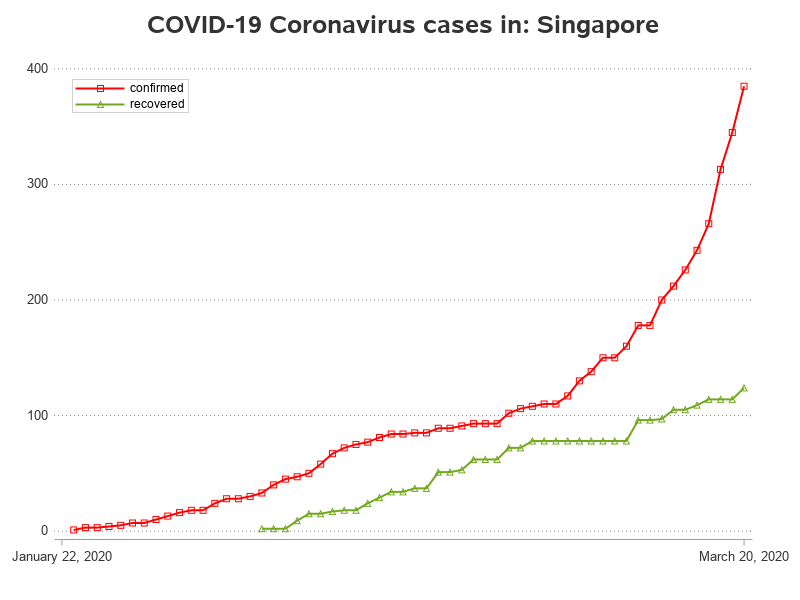 COVID-19 Coronavirus cases in: Singapore
400
confirmed
recovered
300
200
100
0
January 22, 2020
March 20, 2020